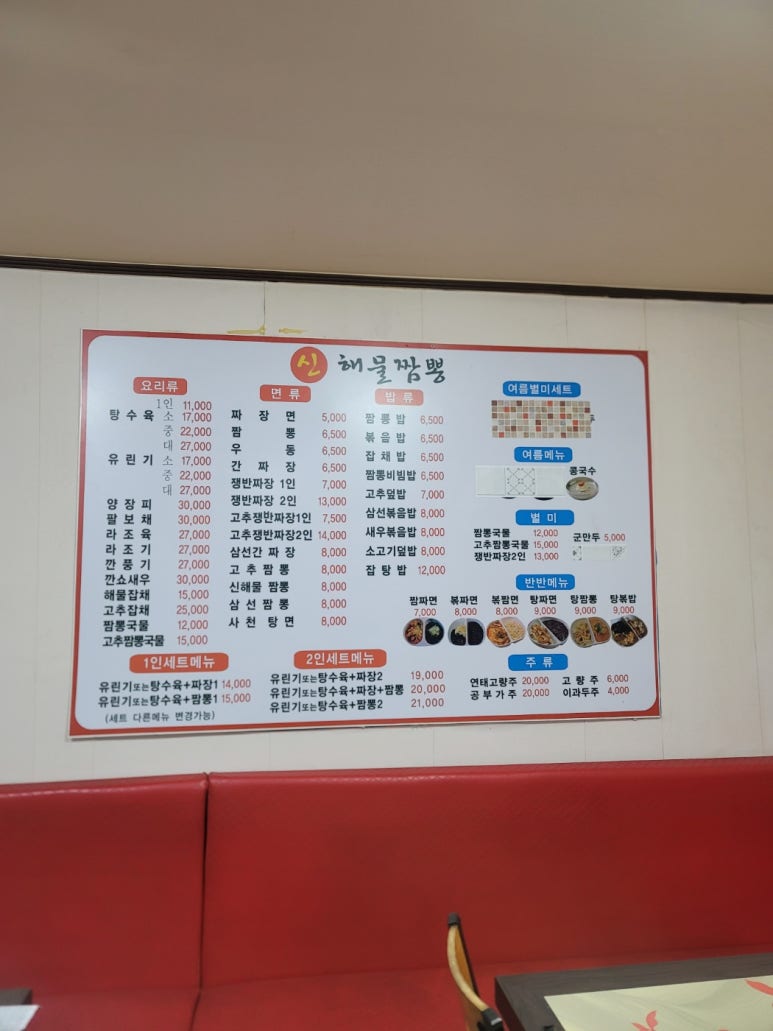 신 해물짬뽕
요리류
탕수육 1인 11,000
소 17,000
중 22,000
대 27,000
유린기 소 17,000
중 22,000
대 27,000
양장피 30,000
팔보채 30,000
라조육 27,000
라조기 27,000
깐풍기 27,000
깐쇼새우 30,000
해물잡채 15,000
고추잡채 25,000
짬뽕국물 12,000
고추짬뽕국물 15,000
면류
짜장면 5,000
짬뽕 6,500
우동 6,500
간짜장 6,500
쟁반짜장 1인 7,000
쟁반짜장 2인 13,000
고추쟁반짜장1인 7,500
고추쟁반짜장2인 14,000
삼선간짜장 8,000
고추짬뽕 8,000
신해물짬뽕 8,000
삼선짬뽕 8,000
사천탕면 8,000
밥류
짬뽕밥 6,500
볶음밥 6,500
잡채밥 6,500
짬뽕비빔밥 6,500
고추덮밥 7,000
삼선볶음밥 8,000
새우볶음밥 8,000
소고기덮밥 8,000
잡탕밥 12,000
여름별미세트
여름메뉴
콩국수
별미
짬뽕국물 12,000
고추짬뽕국물 15,000
쟁반짜장2인 13,000
군만두 5,000
반반메뉴
짬짜면 볶짜면 볶짬면 탕짜면 탕짬뽕 탕볶밥
7,000 8,000 8,000 9,000 9,000 9,000
1인세트메뉴
유린기또는탕수육+짜장1 14,000
유린기또는탕수육+짬뽕1 15,000
(세트 다른메뉴 변경가능)
2인세트메뉴
유린기또는탕수육+짜장2 19,000
유린기또는탕수육+짜장+짬뽕 20,000
유린기또는탕수육+짬뽕2 21,000
주류
연태고량주 20,000
공부가주 20,000
고량주 6,000
이과두주 4,000